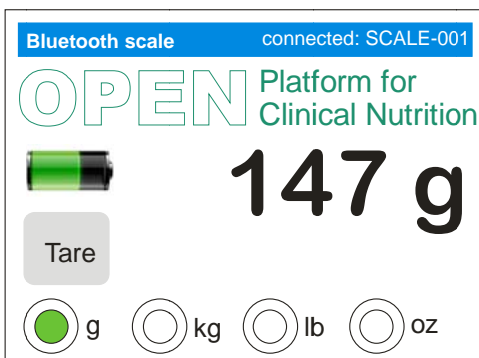 Bluetooth scale connected: SCALE-001
OPEN Platform for
Clinical Nutrition
147 g
Tare
g kg lb oz